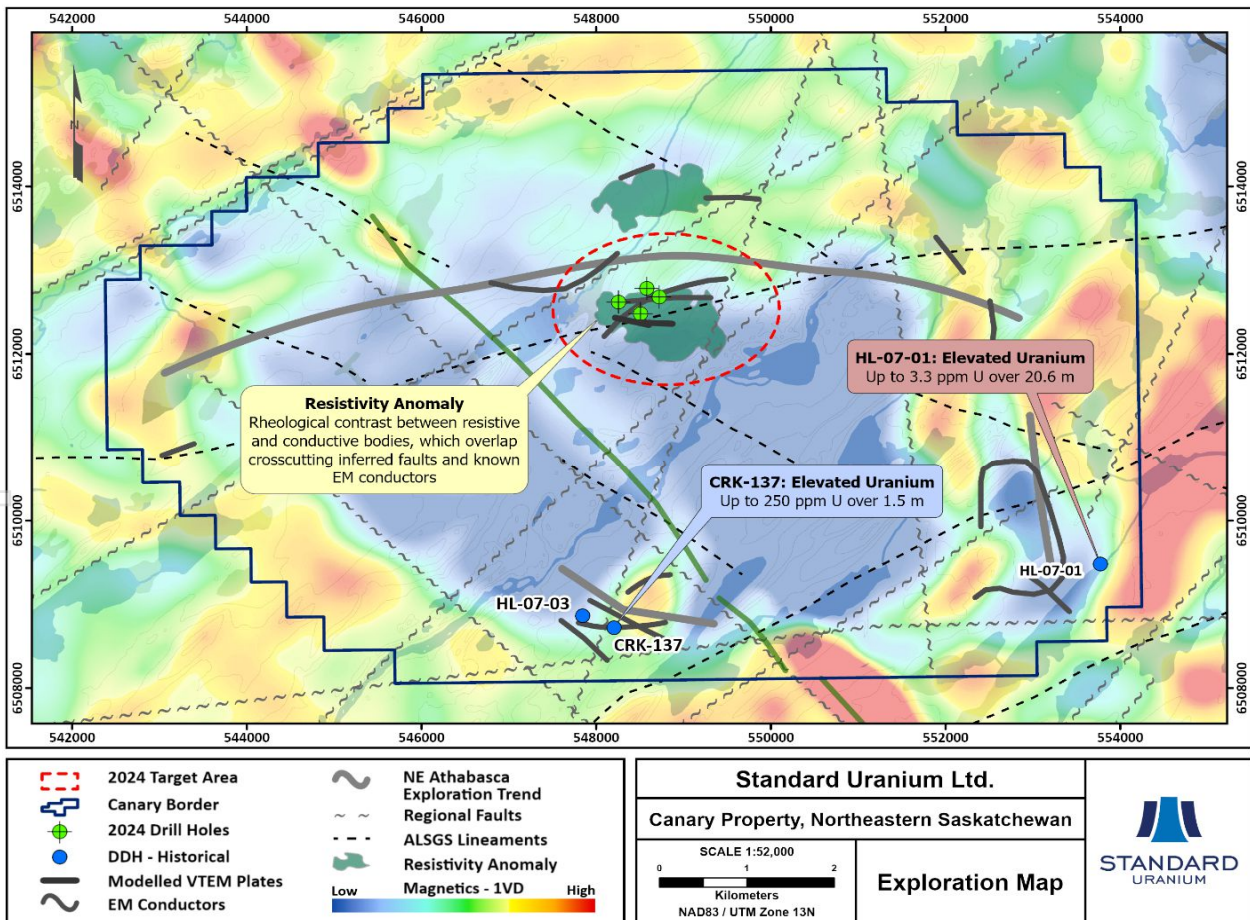 542000 544000 546000 548000 550000 552000 554000
6514000 6514000
N
6512000 6512000
HL-07-01: Elevated Uranium
Up to 3.3 ppm U over 20.6 m
Resistivity Anomaly
Rheological contrast between resistive
and conductive bodies, which overlap
crosscutting inferred faults and known
EM conductors
CRK-137: Elevated Uranium
Up to 250 ppm U over 1.5 m
6510000 6510000
HL-07-01
HL-07-03
CRK-137
6508000 6508000
542000 544000 546000 548000 550000 552000 554000
2024 Target Area
Canary Border
2024 Drill Holes
DDH - Historical
Modelled VTEM Plates
EM Conductors
NE Athabasca
Exploration Trend
Regional Faults
ALSGS Lineaments
Resistivity Anomaly
Low Magnetics - 1VD High
Standard Uranium Ltd.
Canary Property, Northeastern Saskatchewan
SCALE 1:52,000
0 1 2
Kilometers
NAD83 / UTM Zone 13N
Exploration Map
STANDARD
URANIUM